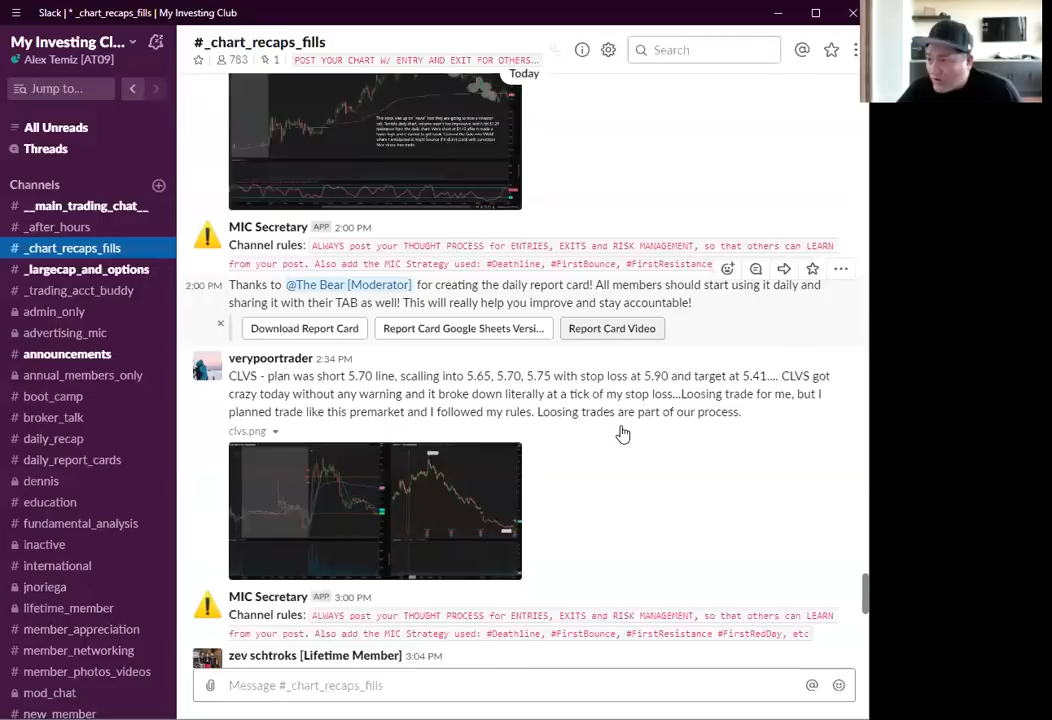 Slack | * _chart_recaps_fills | My Investing Club
My Investing Cl...
Alex Temiz [AT09]
Jump to...
All Unreads
Threads
Channels
# __main_trading_chat__
# _after_hours
# _chart_recaps_fills
# _largecap_and_options
# _trading_acct_buddy
admin_only
# advertising_mic
# announcements
annual_members_only
# boot_camp
# broker_talk
# daily_recap
# daily_report_cards
dennis
# education
# fundamental_analysis
# inactive
# international
# jnoriega
# lifetime_member
# member_appreciation
# member_networking
# member_photos_videos
mod_chat
# new_member
#_chart_recaps_fills
783
1
POST YOUR CHART W/ ENTRY AND EXIT FOR OTHERS...
Search
Today
MIC Secretary APP 2:00 PM
Channel rules: ALWAYS post your THOUGHT PROCESS for ENTRIES, EXITS and RISK MANAGEMENT, so that others can LEARN
from your post. Also add the MIC Strategy used: #Deathline, #FirstBounce, #FirstResistance
2:00 PM Thanks to @The Bear [Moderator] for creating the daily report card! All members should start using it daily and
sharing it with their TAB as well! This will really help you improve and stay accountable!
Download Report Card
Report Card Google Sheets Versi...
Report Card Video
verypoortrader 2:34 PM
CLVS - plan was short 5.70 line, scalling into 5.65, 5.70, 5.75 with stop loss at 5.90 and target at 5.41.... CLVS got
crazy today without any warning and it broke down literally at a tick of my stop loss...Loosing trade for me, but I
planned trade like this premarket and I followed my rules. Loosing trades are part of our process.
clvs.png
MIC Secretary APP 3:00 PM
Channel rules: ALWAYS post your THOUGHT PROCESS for ENTRIES, EXITS and RISK MANAGEMENT, so that others can LEARN
from your post. Also add the MIC Strategy used: #Deathline, #FirstBounce, #FirstResistance #FirstRedDay, etc
zev schtroks [Lifetime Member] 3:04 PM
Message #_chart_recaps_fills